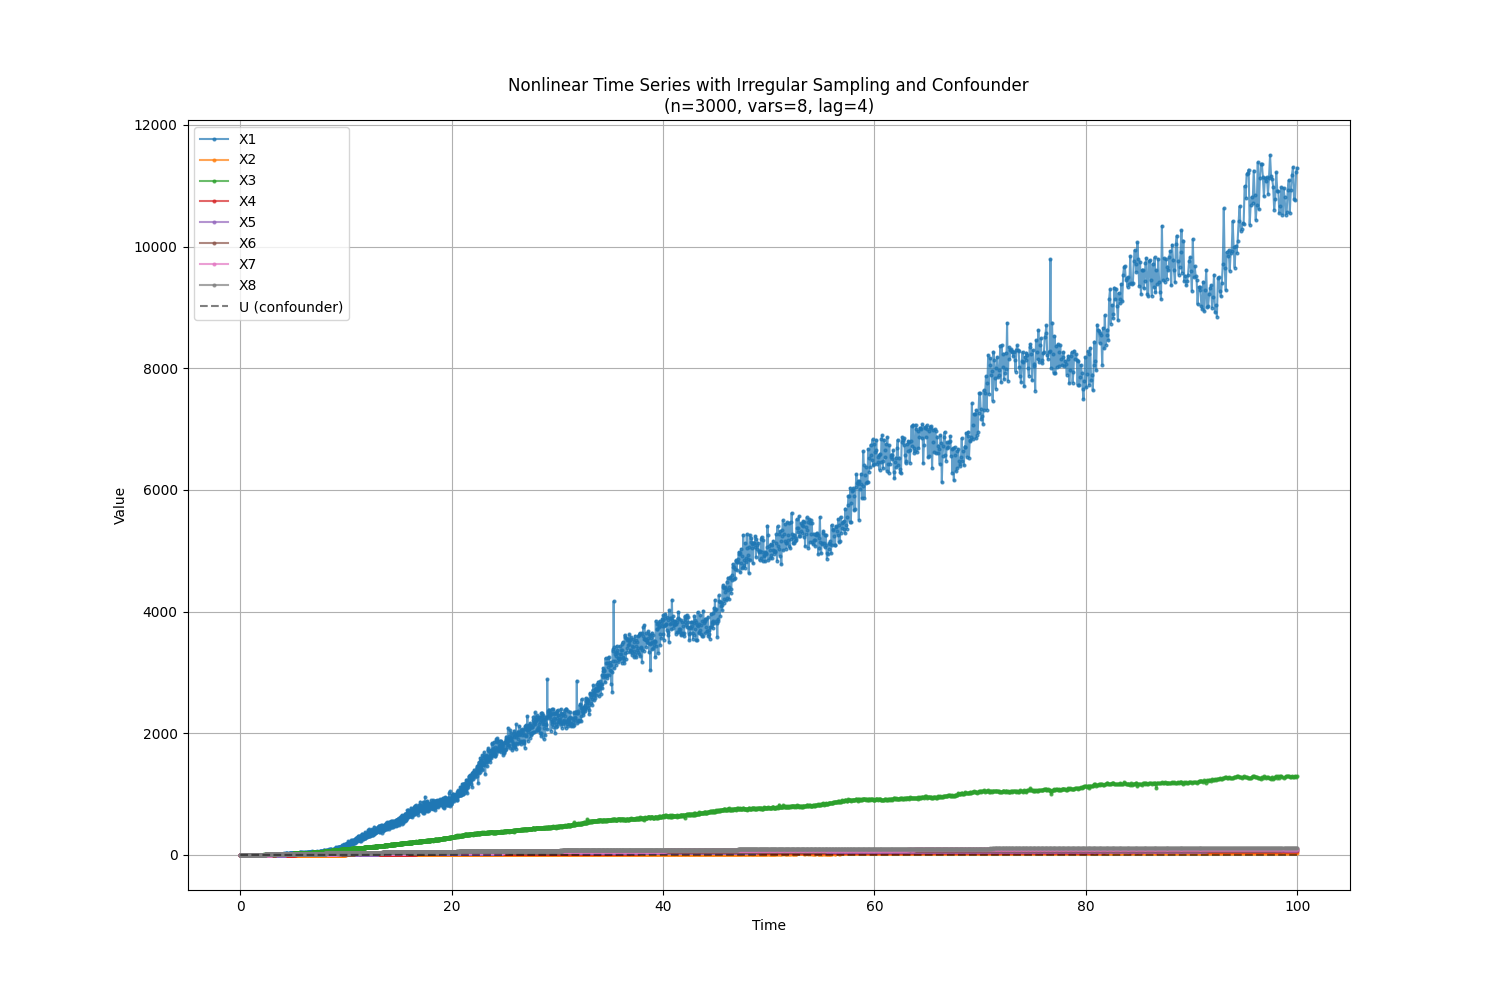 Nonlinear Time Series with Irregular Sampling and Confounder
(n=3000, vars=8, lag=4)
12000
10000
8000
6000
4000
2000
0
Value
X1
X2
X3
X4
X5
X6
X7
X8
U (confounder)
0 20 40 60 80 100
Time